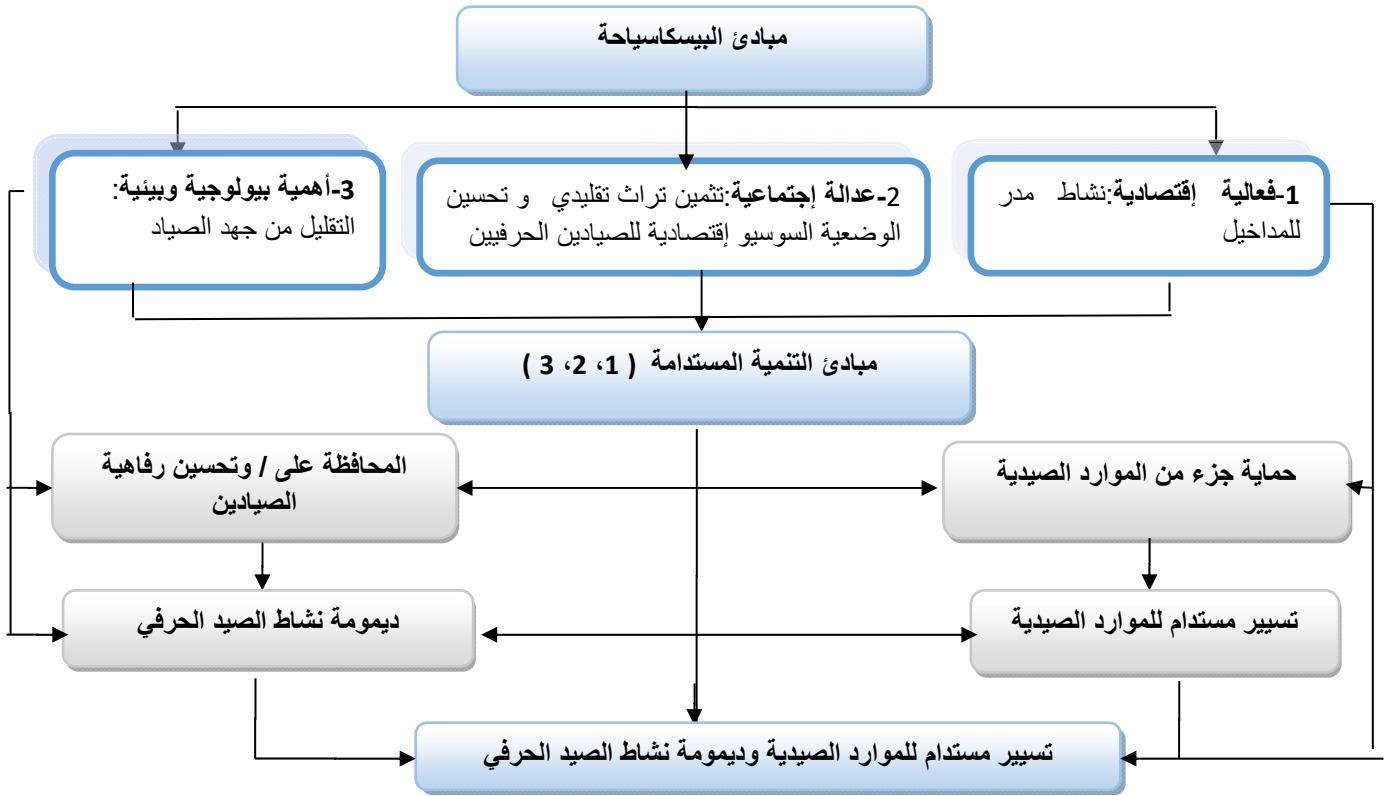 مبادئ البيسكاسياحة
1-فعالية إقتصادية:نشاط مدر
للمداخيل
2-عدالة إجتماعية:تثمين تراث تقليدي و تحسين
الوضعية السوسيو إقتصادية للصيادين الحرفيين
3-أهمية بيولوجية وبيئية:
التقليل من جهد الصياد
مبادئ التنمية المستدامة ( 1، 2، 3 )
حماية جزء من الموارد الصيدية
المحافظة على / وتحسين رفاهية
الصيادين
تسيير مستدام للموارد الصيدية
ديمومة نشاط الصيد الحرفي
تسيير مستدام للموارد الصيدية وديمومة نشاط الصيد الحرفي